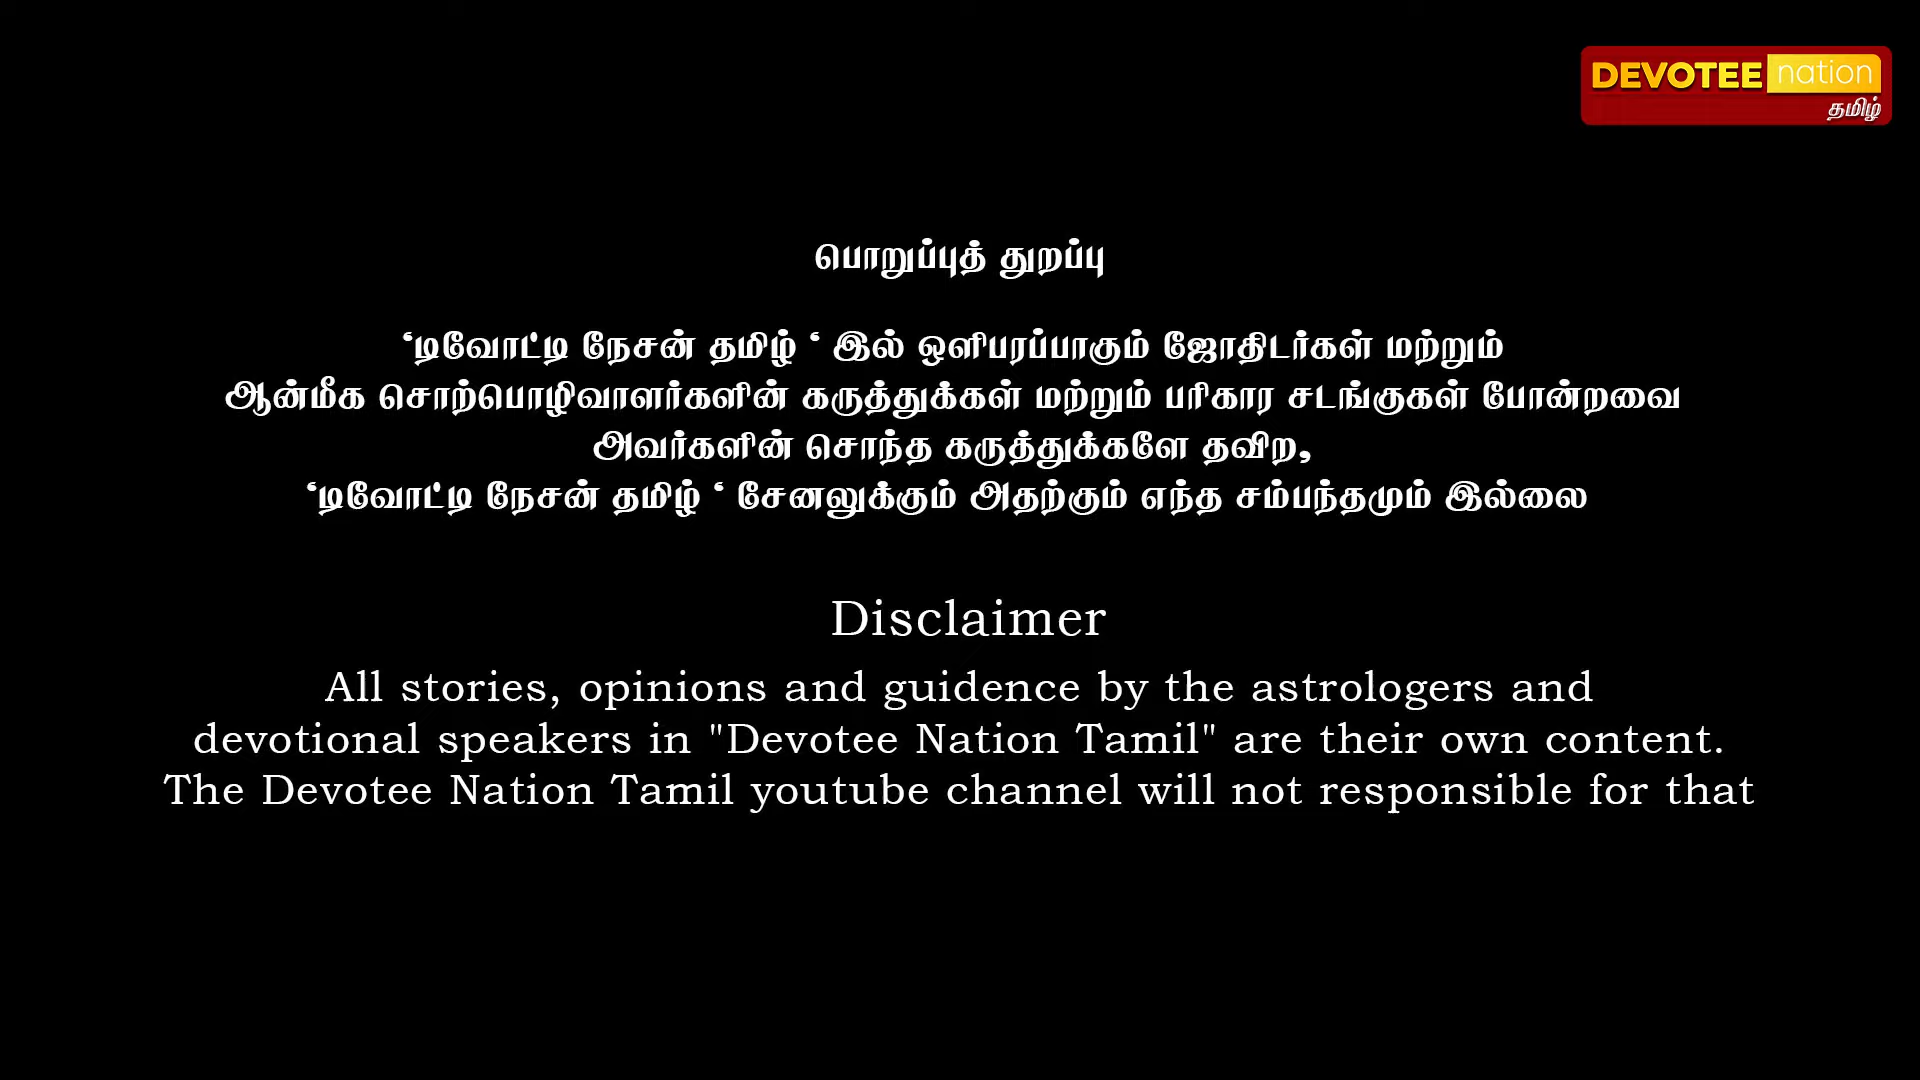 DEVOTEE nation
தமிழ்
பொறுப்புத் துறப்பு
‘டிவோட்டி நேசன் தமிழ் ‘ இல் ஒளிபரப்பாகும் ஜோதிடர்கள் மற்றும்
ஆன்மீக சொற்பொழிவாளர்களின் கருத்துக்கள் மற்றும் பரிகார சடங்குகள் போன்றவை
அவர்களின் சொந்த கருத்துக்களே தவிற,
‘டிவோட்டி நேசன் தமிழ் ‘ சேனலுக்கும் அதற்கும் எந்த சம்பந்தமும் இல்லை
Disclaimer
All stories, opinions and guidence by the astrologers and
devotional speakers in "Devotee Nation Tamil" are their own content.
The Devotee Nation Tamil youtube channel will not responsible for that